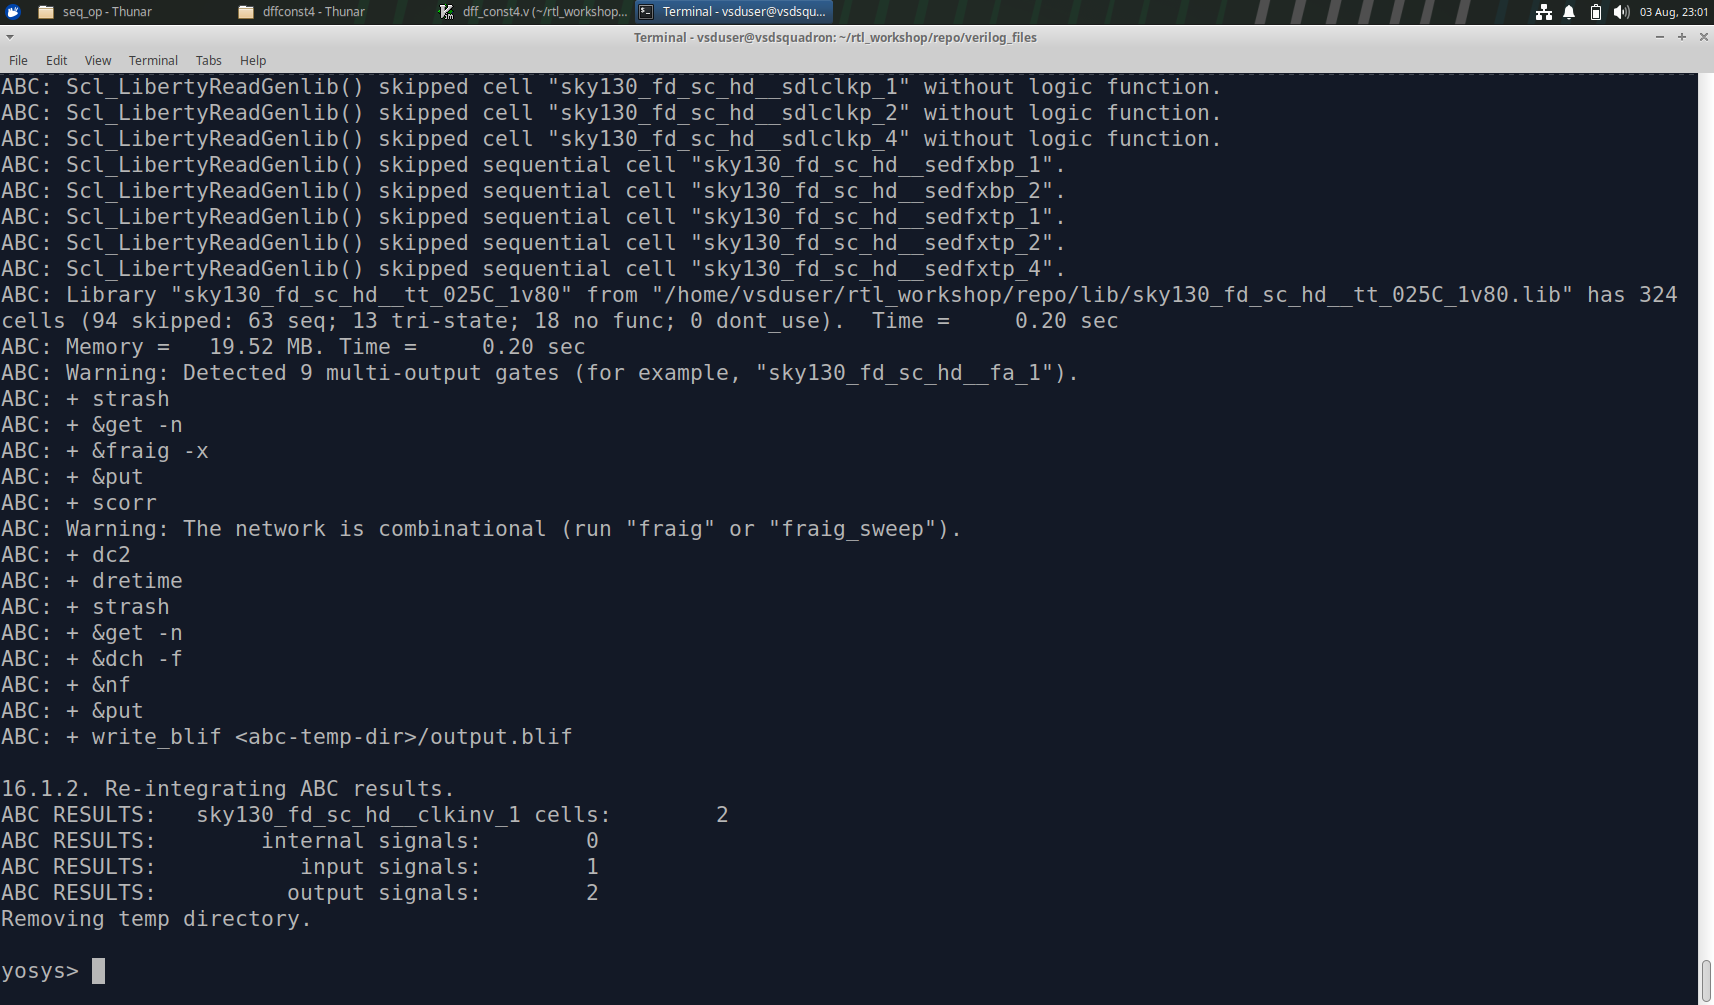 seq_op - Thunar
dffconst4 - Thunar
dff_const4.v (~/rtl_workshop...
Terminal - vsduser@vsdsqu...
03 Aug, 23:01
Terminal - vsduser@vsdsquadron: ~/rtl_workshop/repo/verilog_files
File Edit View Terminal Tabs Help
ABC: Scl_LibertyReadGenlib() skipped cell "sky130_fd_sc_hd__sdlclkp_1" without logic function.
ABC: Scl_LibertyReadGenlib() skipped cell "sky130_fd_sc_hd__sdlclkp_2" without logic function.
ABC: Scl_LibertyReadGenlib() skipped cell "sky130_fd_sc_hd__sdlclkp_4" without logic function.
ABC: Scl_LibertyReadGenlib() skipped sequential cell "sky130_fd_sc_hd__sedfxbp_1".
ABC: Scl_LibertyReadGenlib() skipped sequential cell "sky130_fd_sc_hd__sedfxbp_2".
ABC: Scl_LibertyReadGenlib() skipped sequential cell "sky130_fd_sc_hd__sedfxtp_1".
ABC: Scl_LibertyReadGenlib() skipped sequential cell "sky130_fd_sc_hd__sedfxtp_2".
ABC: Scl_LibertyReadGenlib() skipped sequential cell "sky130_fd_sc_hd__sedfxtp_4".
ABC: Library "sky130_fd_sc_hd__tt_025C_1v80" from "/home/vsduser/rtl_workshop/repo/lib/sky130_fd_sc_hd__tt_025C_1v80.lib" has 324
cells (94 skipped: 63 seq; 13 tri-state; 18 no func; 0 dont_use).  Time =     0.20 sec
ABC: Memory =   19.52 MB. Time =     0.20 sec
ABC: Warning: Detected 9 multi-output gates (for example, "sky130_fd_sc_hd__fa_1").
ABC: + strash
ABC: + &get -n
ABC: + &fraig -x
ABC: + &put
ABC: + scorr
ABC: Warning: The network is combinational (run "fraig" or "fraig_sweep").
ABC: + dc2
ABC: + dretime
ABC: + strash
ABC: + &get -n
ABC: + &dch -f
ABC: + &nf
ABC: + &put
ABC: + write_blif <abc-temp-dir>/output.blif
16.1.2. Re-integrating ABC results.
ABC RESULTS:   sky130_fd_sc_hd__clkinv_1 cells:        2
ABC RESULTS:        internal signals:        0
ABC RESULTS:           input signals:        1
ABC RESULTS:          output signals:        2
Removing temp directory.
yosys>